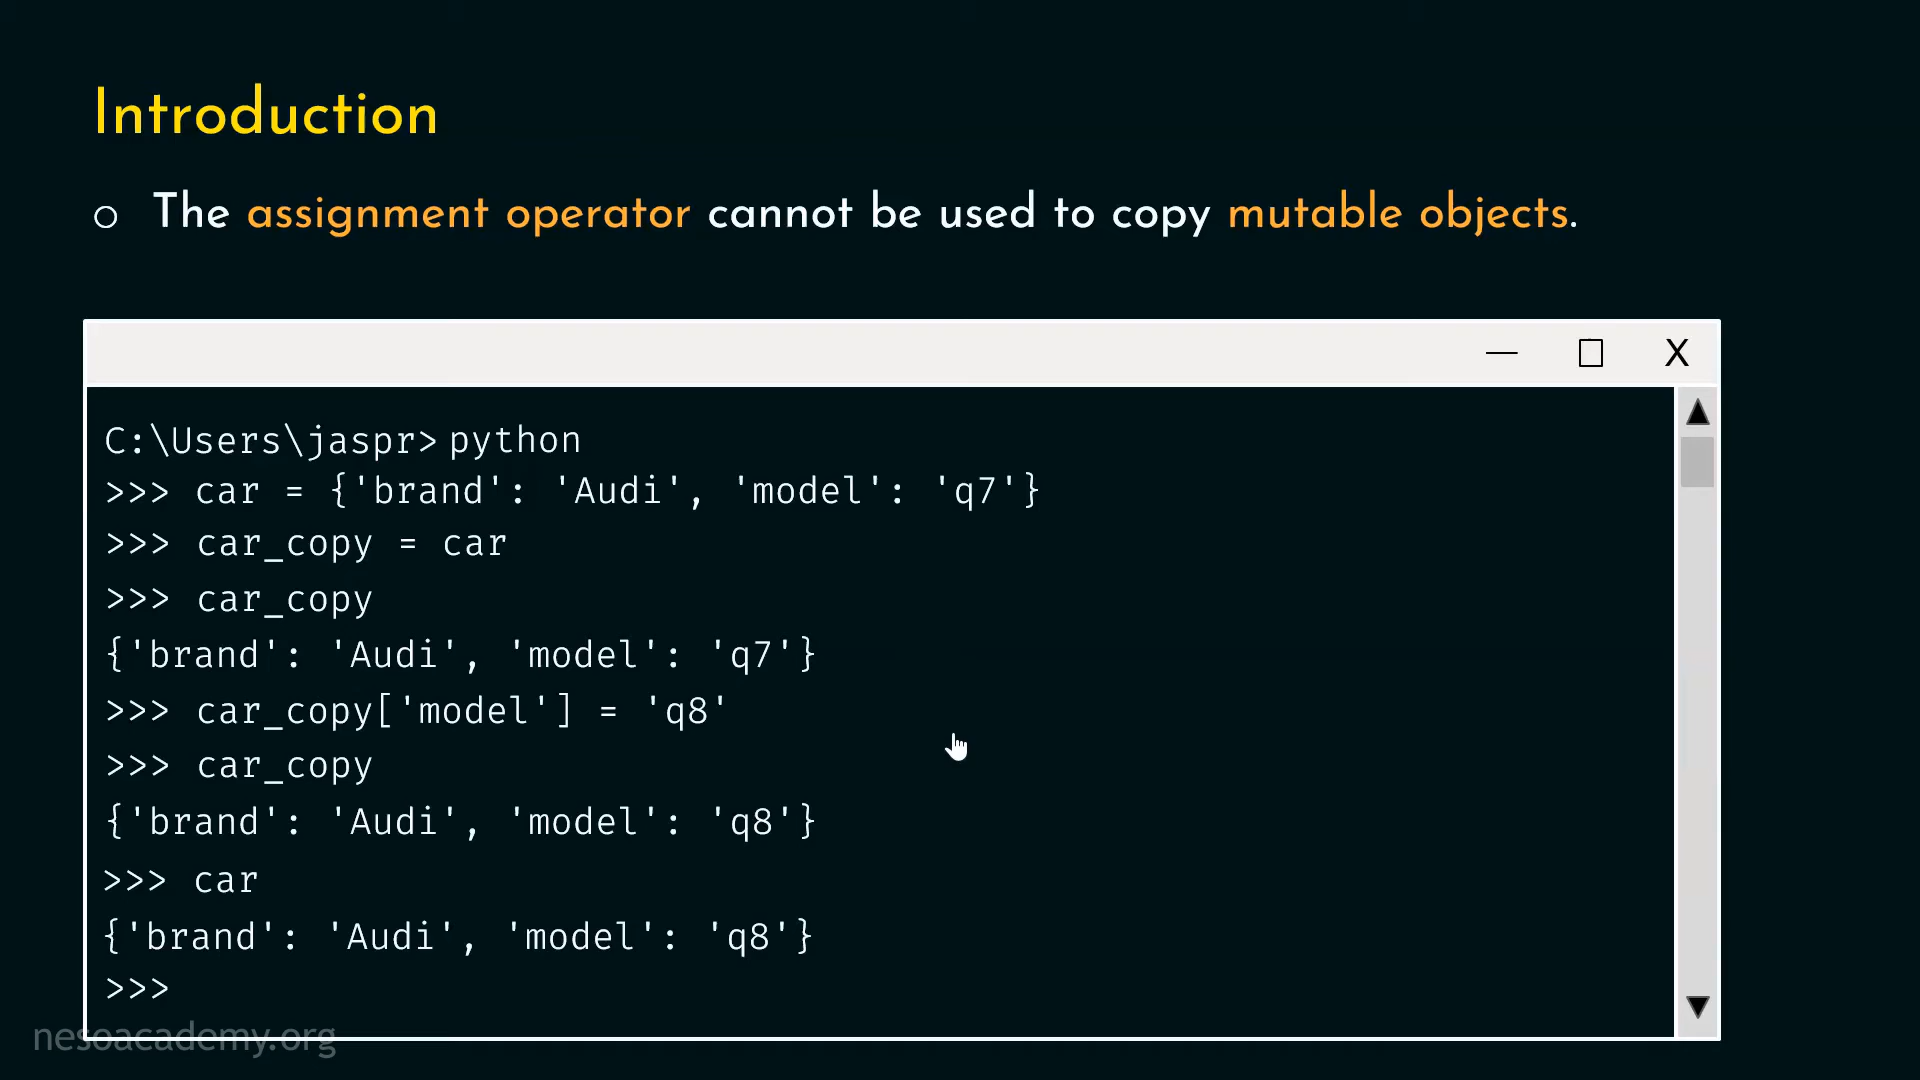 Introduction
The assignment operator cannot be used to copy mutable objects.
X
C:\Users\jaspr> python
>>> car = {'brand': 'Audi', 'model': 'q7'}
>>> car_copy = car
>>> car_copy
{'brand': 'Audi', 'model': 'q7'}
>>> car_copy['model'] = 'q8'
>>> car_copy
{'brand': 'Audi', 'model': 'q8'}
>>> car
{'brand': 'Audi', 'model': 'q8'}
>>>
nesoacademy.org